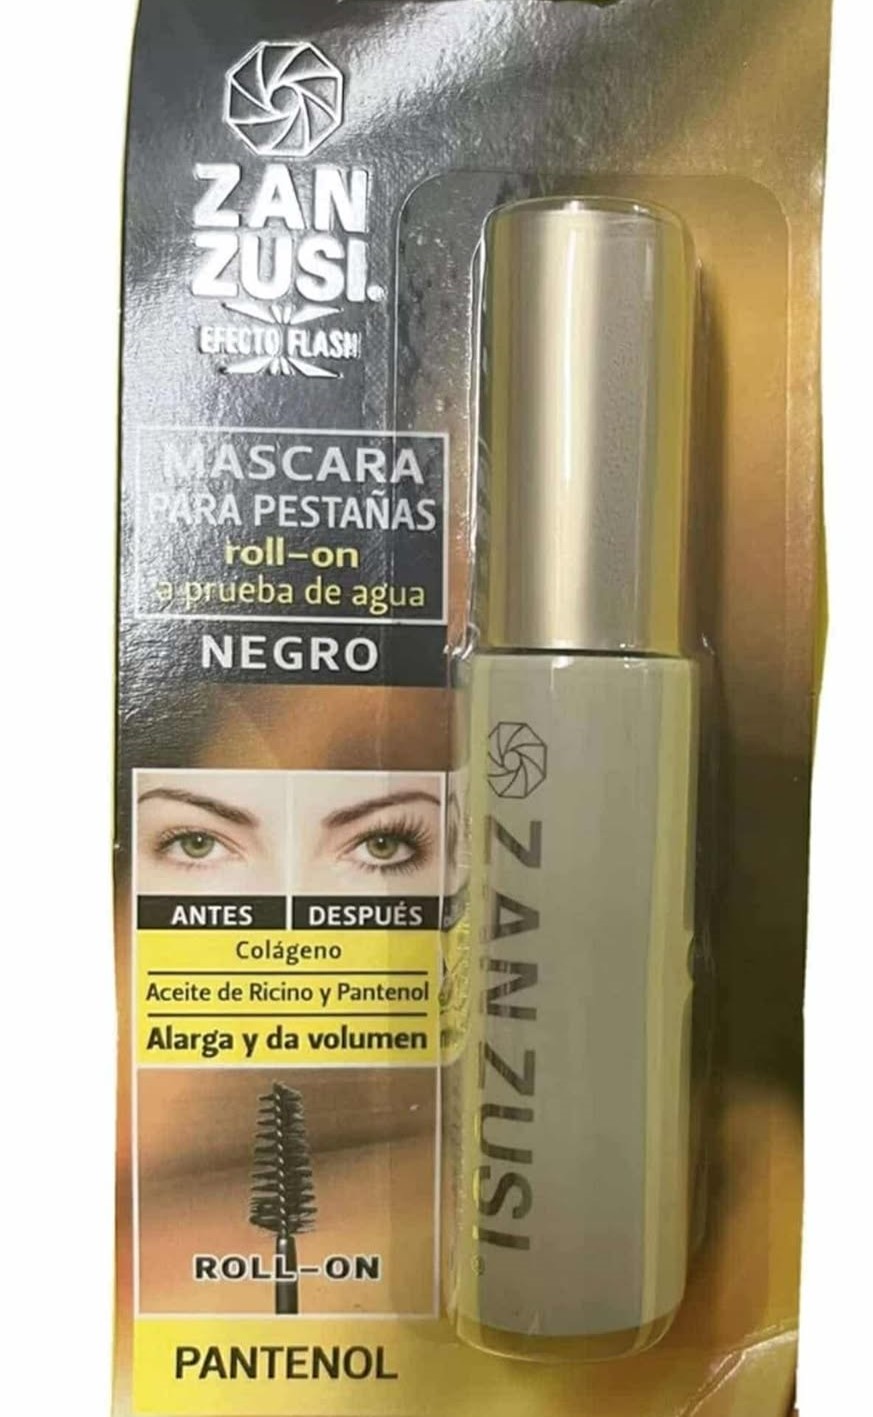 ZAN
ZUSI.
EFECTO FLASH
MASCARA
PARA PESTAÑAS
roll-on
a prueba de agua
NEGRO
ANTES
DESPUÉS
Colágeno
Aceite de Ricino y Pantenol
Alarga y da volumen
ROLL-ON
PANTENOL
ZANZUSI®